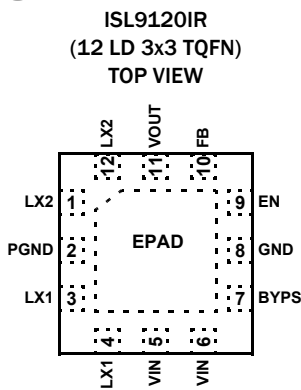 ISL9120IR
(12 LD 3x3 TQFN)
TOP VIEW
LX2
VOUT
FB
12
11
10
LX2 1
9 EN
PGND 2
EPAD
8 GND
LX1 3
7 BYPS
4
5
6
LX1
VIN
VIN